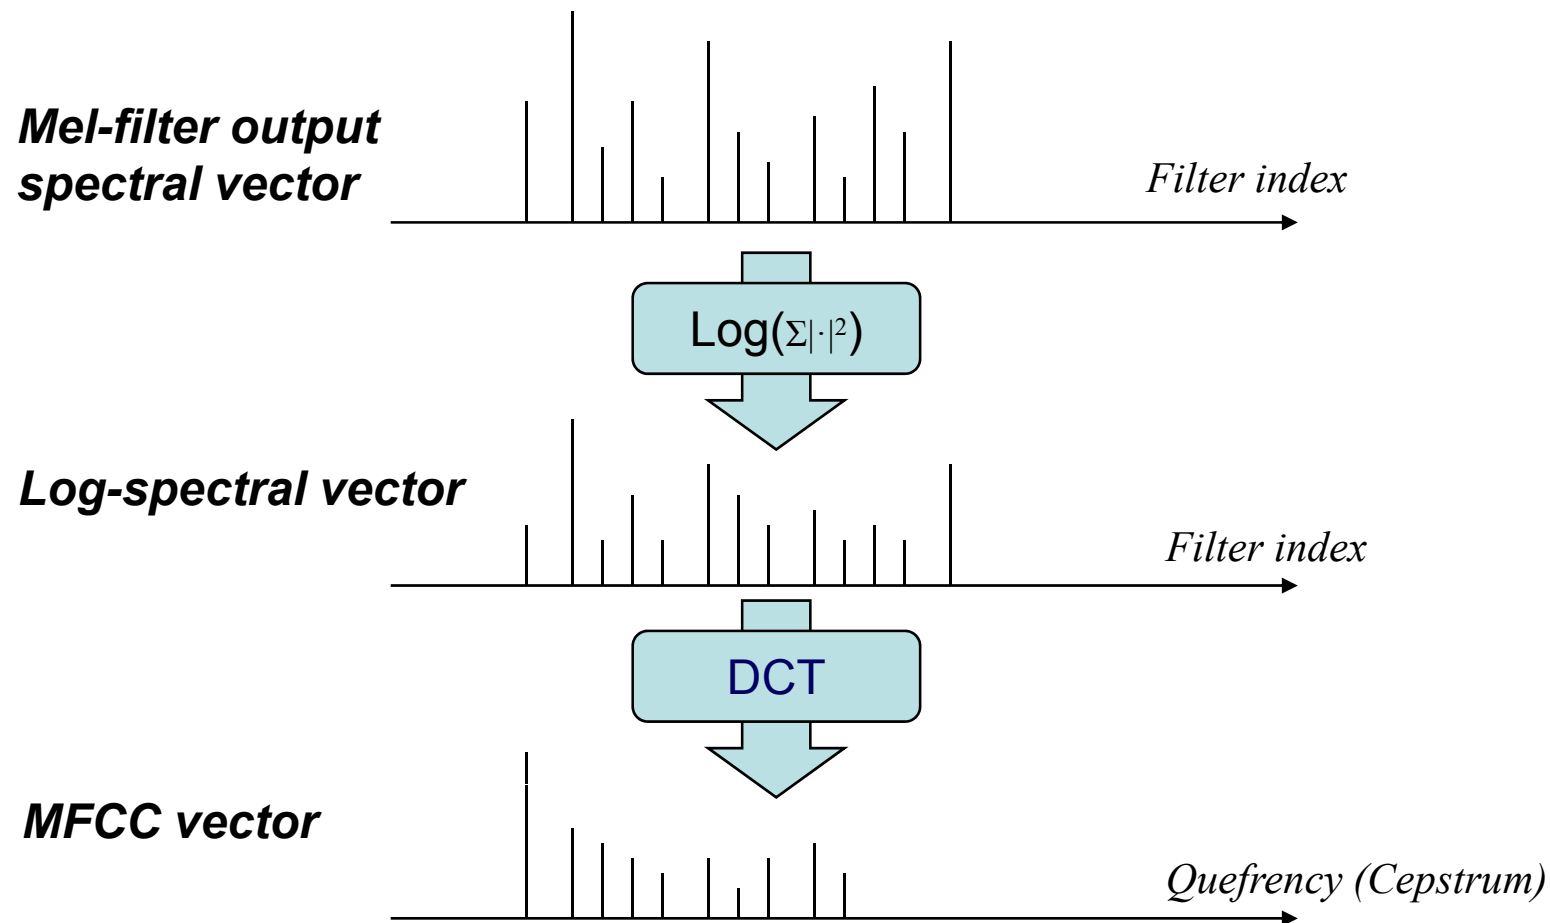 Mel-filter output
spectral vector
Filter index
Log(Σ|·|²)
Log-spectral vector
Filter index
DCT
MFCC vector
Quefrency (Cepstrum)